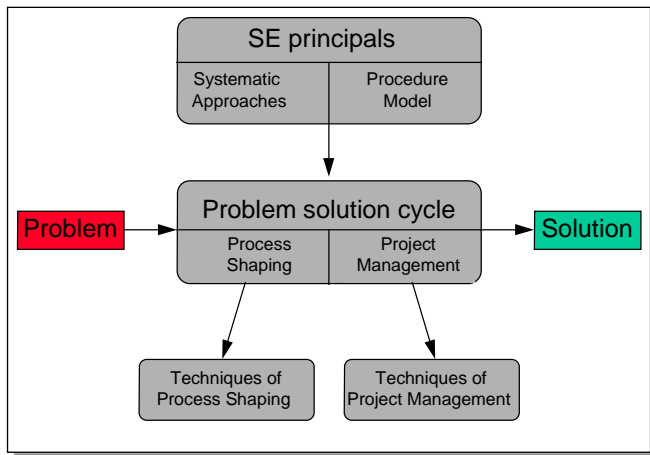 SE principals
Systematic
Approaches
Procedure
Model
Problem
Problem solution cycle
Solution
Process
Shaping
Project
Management
Techniques of
Process Shaping
Techniques of
Project Management